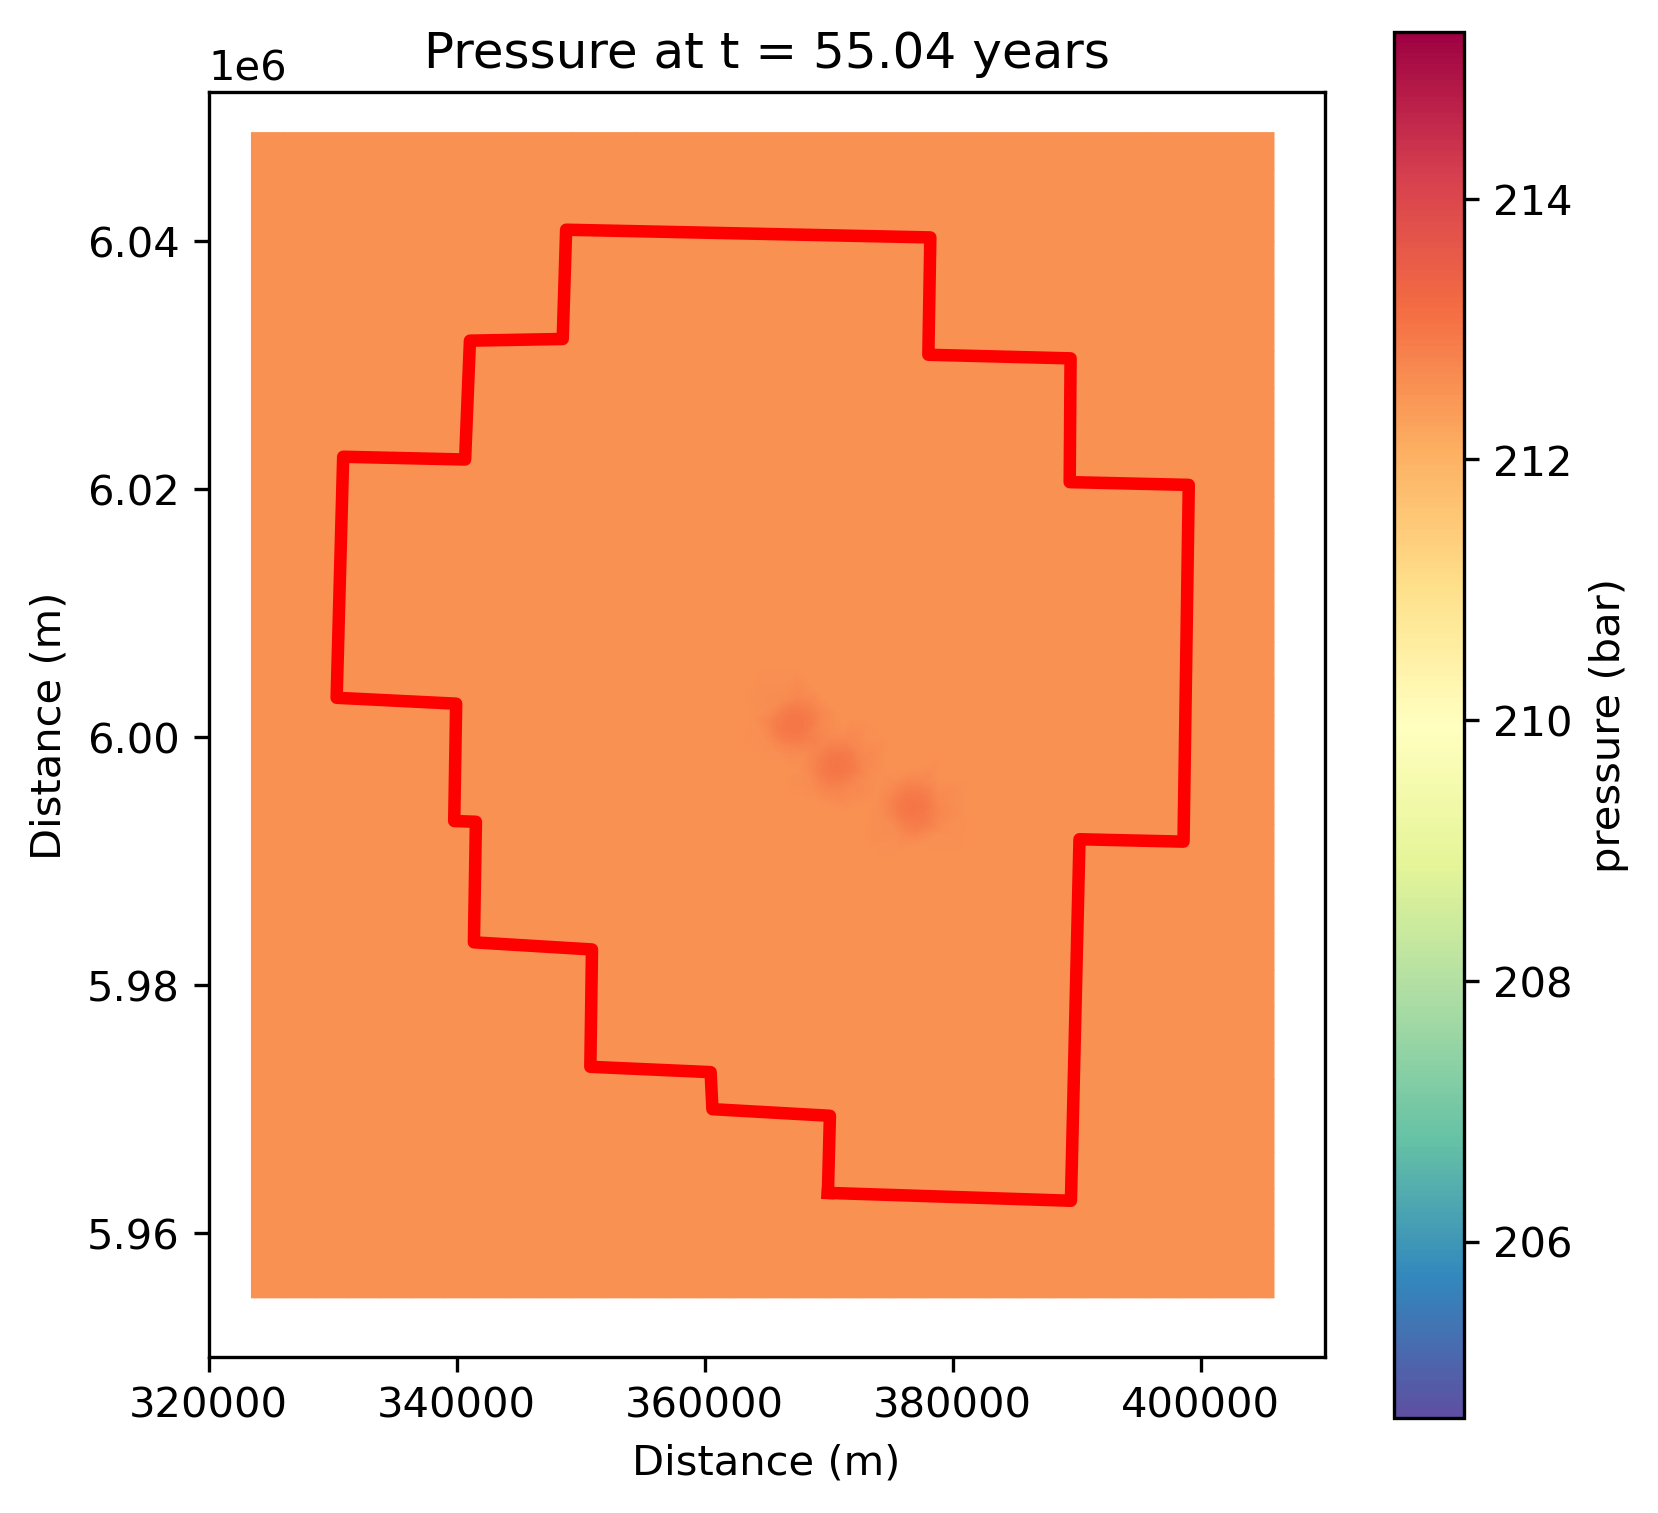 Pressure at t = 55.04 years
1e6
6.04
6.02
6.00
5.98
5.96
Distance (m)
320000 340000 360000 380000 400000
Distance (m)
214
212
210
208
206
pressure (bar)